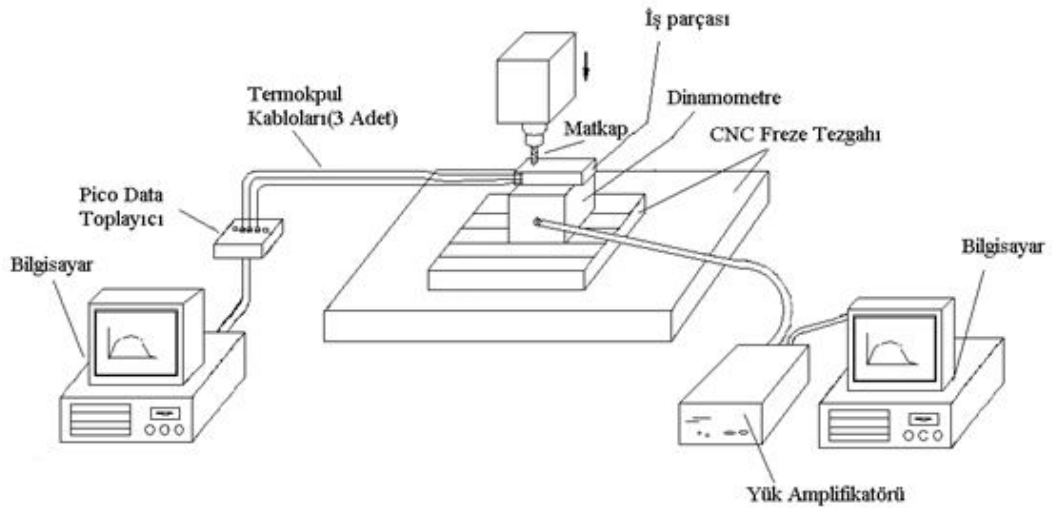 İş parçası
Dinamometre
Termokpul
Kabloları(3 Adet)
Matkap
CNC Freze Tezgahı
Pico Data
Toplayıcı
Bilgisayar
Bilgisayar
Yük Amplifikatörü